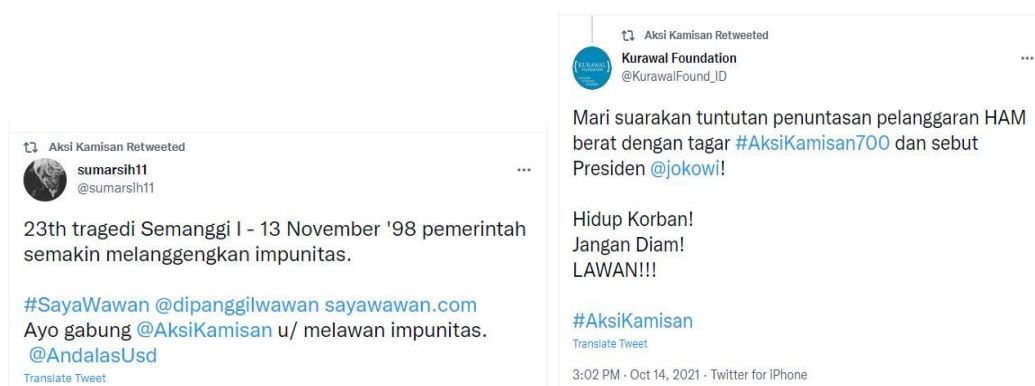 Aksi Kamisan Retweeted
sumarsih11
@sumarsih11
23th tragedi Semanggi I - 13 November '98 pemerintah
semakin melanggengkan impunitas.
#SayaWawan @dipanggilwawan sayawawan.com
Ayo gabung @AksiKamisan u/ melawan impunitas.
@AndalasUsd
Translate Tweet
Aksi Kamisan Retweeted
Kurawal Foundation
@KurawalFound_ID
Mari suarakan tuntutan penuntasan pelanggaran HAM
berat dengan tagar #AksiKamisan700 dan sebut
Presiden @jokowi!
Hidup Korban!
Jangan Diam!
LAWAN!!!
#AksiKamisan
Translate Tweet
3:02 PM · Oct 14, 2021 · Twitter for iPhone